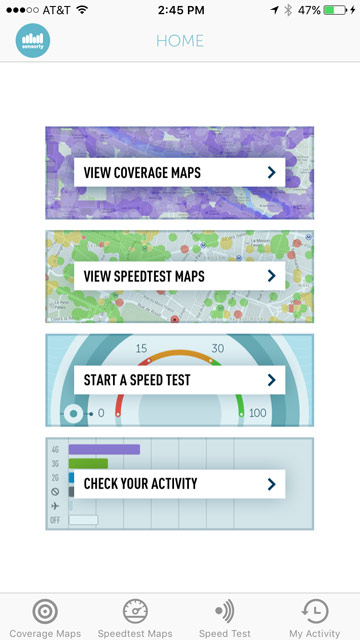 AT&T 2:45 PM 47%
sensorly
HOME
VIEW COVERAGE MAPS
VIEW SPEEDTEST MAPS
15 30
START A SPEED TEST
0 100
4G
3G
2G
CHECK YOUR ACTIVITY
OFF
Coverage Maps Speedtest Maps Speed Test My Activity